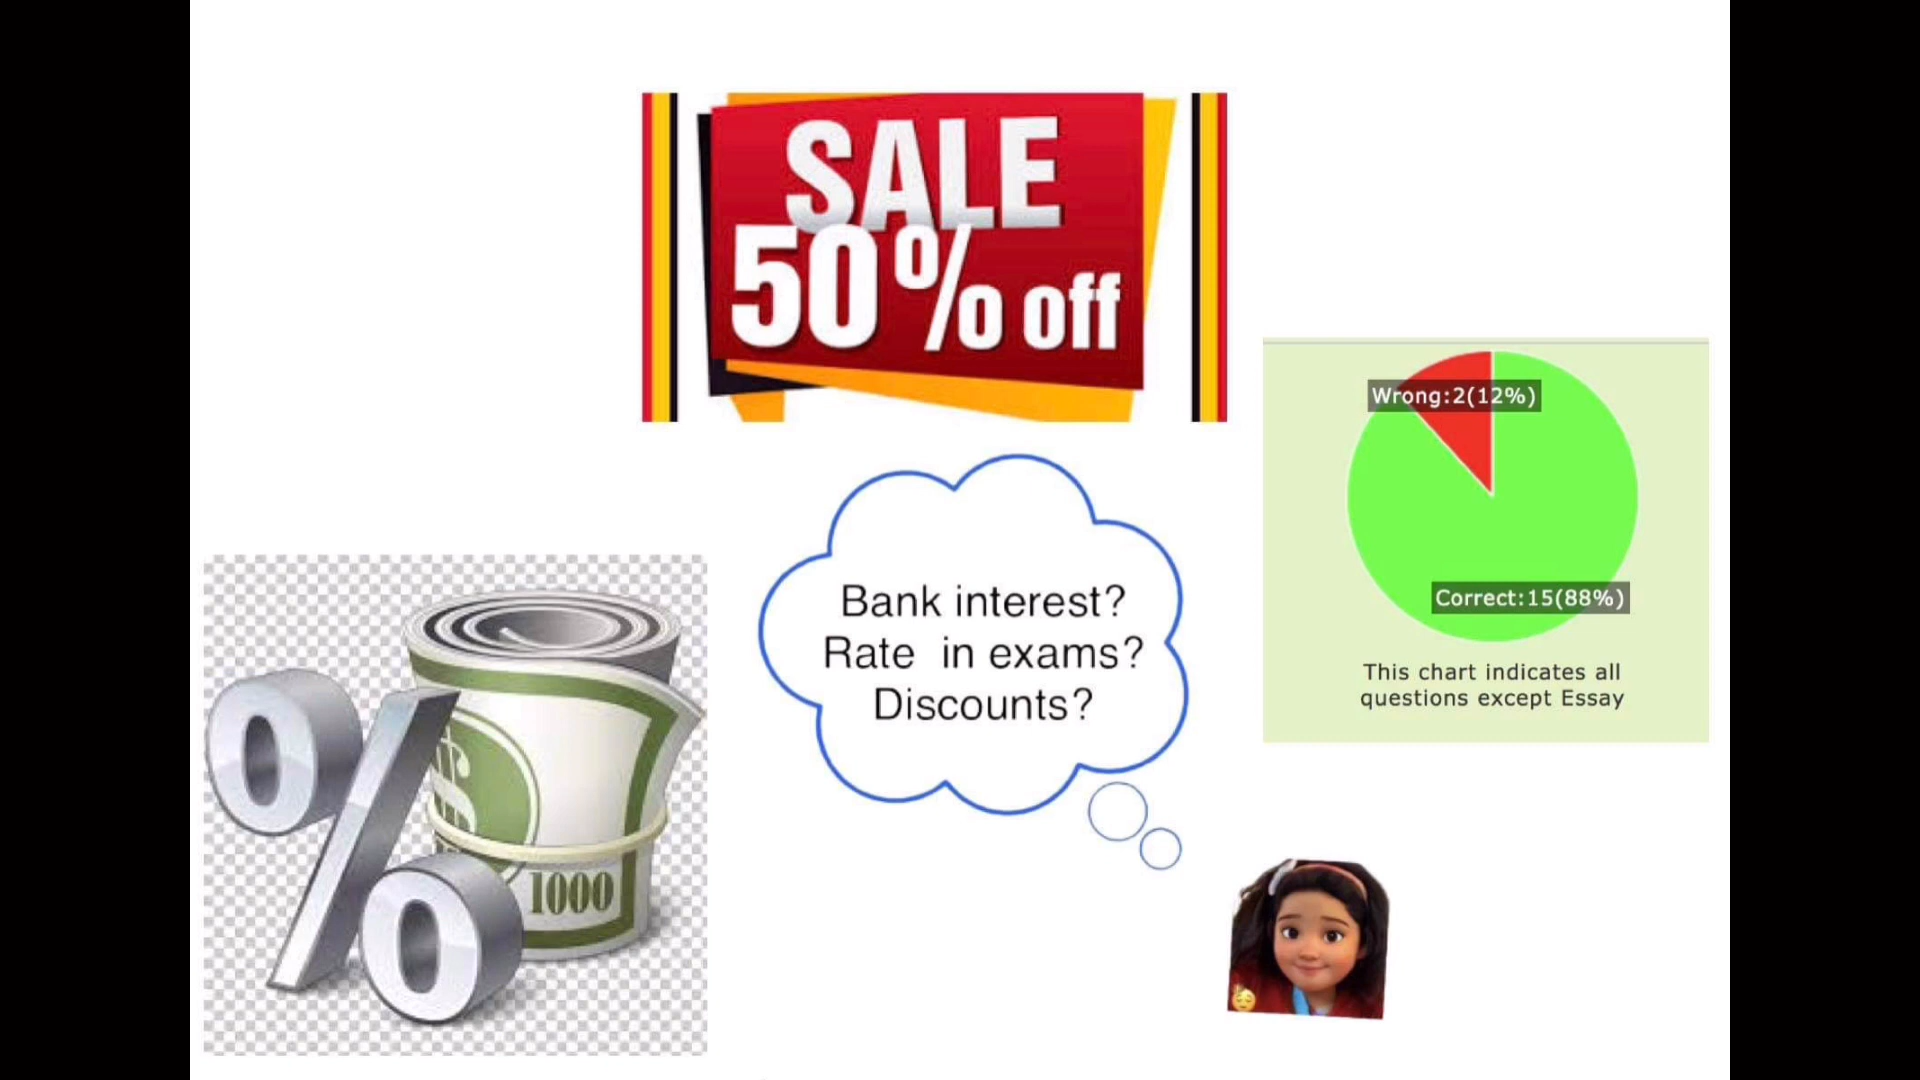 SALE
50% off
Wrong:2(12%)
Correct:15(88%)
This chart indicates all
questions except Essay
Bank interest?
Rate in exams?
Discounts?
%
$
1000